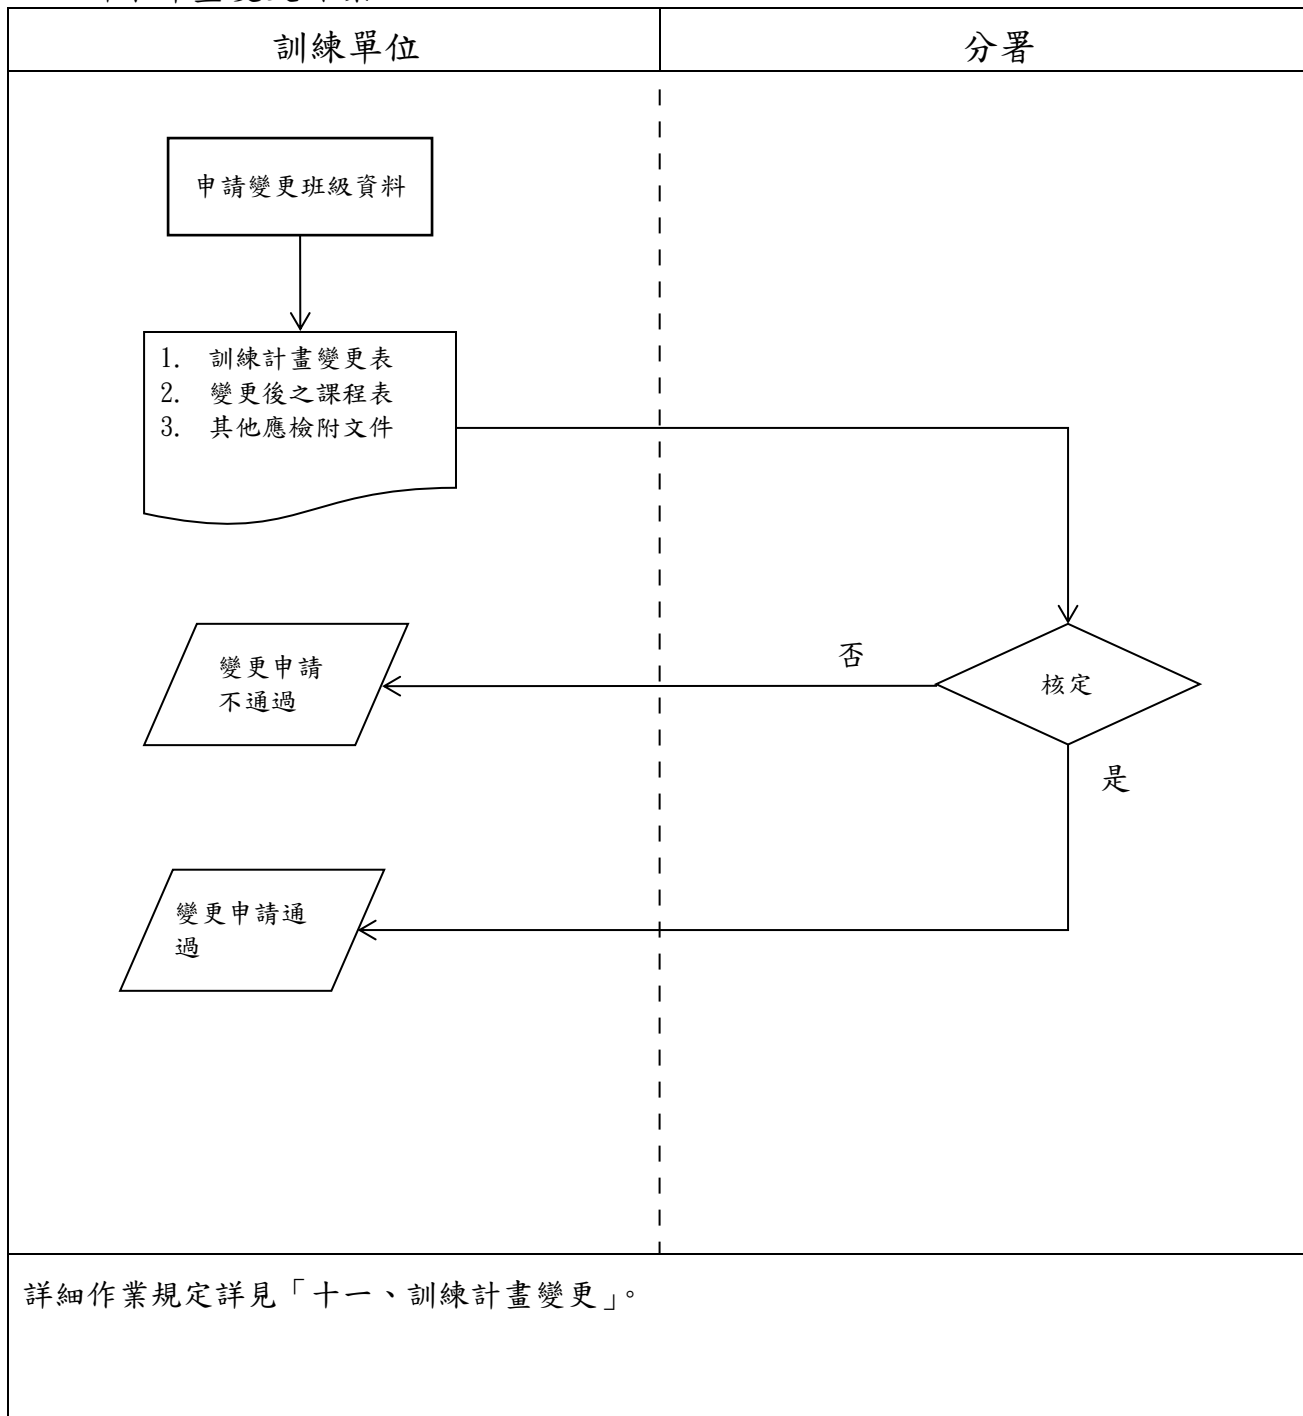 訓練單位
分署
申請變更班級資料
1. 訓練計畫變更表
2. 變更後之課程表
3. 其他應檢附文件
否
變更申請
不通過
核定
是
變更申請通
過
詳細作業規定詳見「十一、訓練計畫變更」。